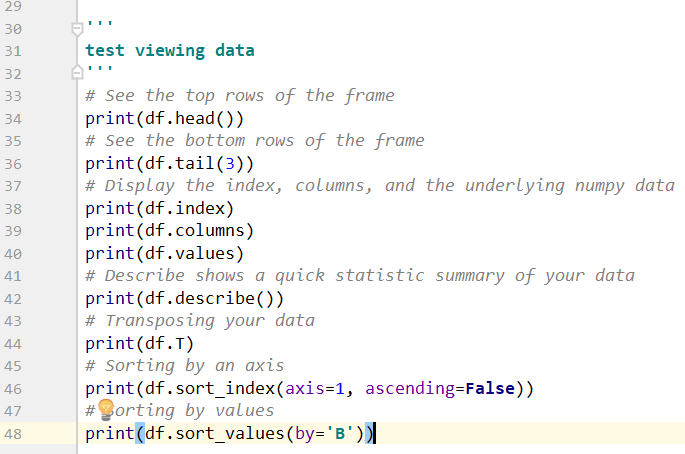 29
30 '''
31 test viewing data
32 '''
33 # See the top rows of the frame
34 print(df.head())
35 # See the bottom rows of the frame
36 print(df.tail(3))
37 # Display the index, columns, and the underlying numpy data
38 print(df.index)
39 print(df.columns)
40 print(df.values)
41 # Describe shows a quick statistic summary of your data
42 print(df.describe())
43 # Transposing your data
44 print(df.T)
45 # Sorting by an axis
46 print(df.sort_index(axis=1, ascending=False))
47 # Sorting by values
48 print(df.sort_values(by='B'))